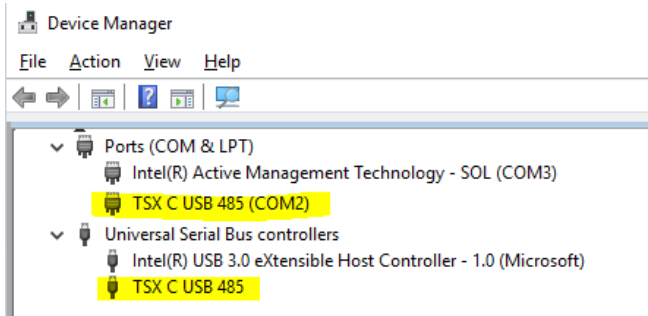 Device Manager
File Action View Help
Ports (COM & LPT)
Intel(R) Active Management Technology - SOL (COM3)
TSX C USB 485 (COM2)
Universal Serial Bus controllers
Intel(R) USB 3.0 eXtensible Host Controller - 1.0 (Microsoft)
TSX C USB 485